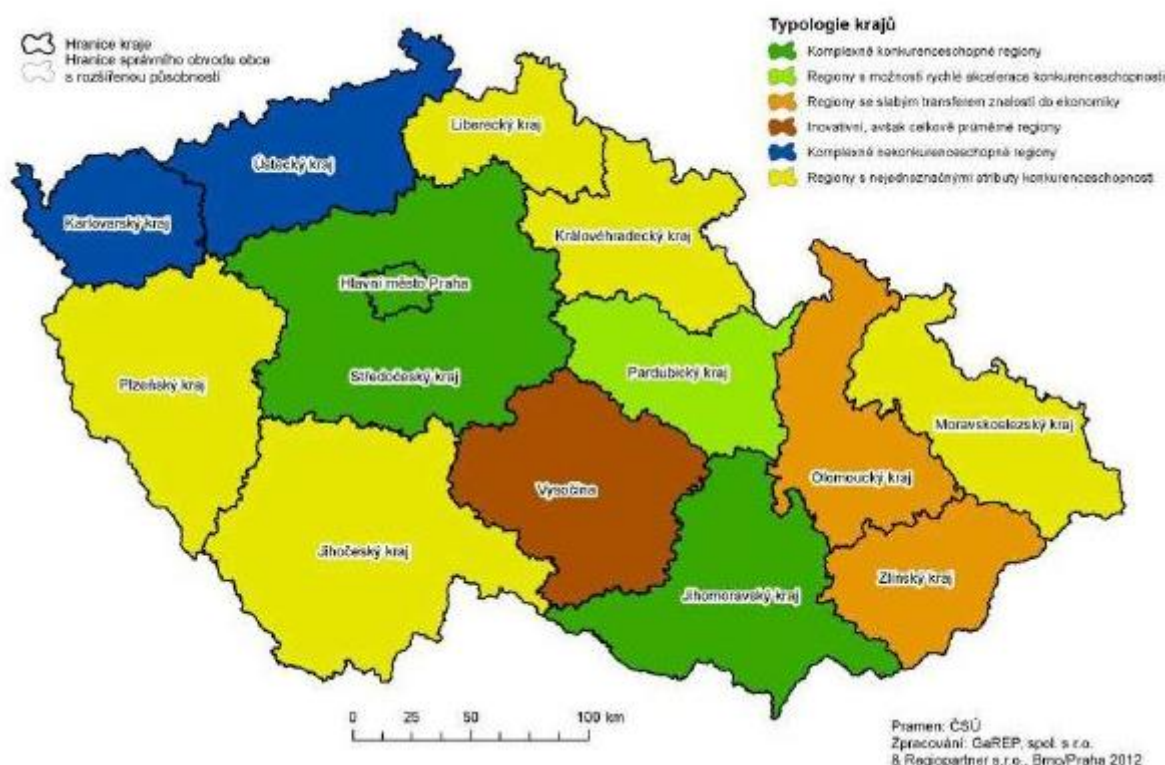 Hranice kraje
Hranice správního obvodu obce
s rozšířenou působností
Typologie krajů
Komplexně konkurenceschopné regiony
Regiony s možností rychlé akcelerace konkurenceschopnosti
Regiony se slabým transferem znalostí do ekonomiky
Inovativní, avšak celkově průměrné regiony
Komplexně nekonkurenceschopné regiony
Regiony s nejednoznačnými atributy konkurenceschopnosti
Liberecký kraj
Ústecký kraj
Karlovarský kraj
Královéhradecký kraj
Hlavní město Praha
Středočeský kraj
Plzeňský kraj
Pardubický kraj
Moravskoslezský kraj
Olomoucký kraj
Vysočina
Jihočeský kraj
Zlínský kraj
Jihomoravský kraj
0 25 50 100 km
Pramen: ČSÚ
Zpracování: GaREP, spol. s r.o.
& Regiopartner s.r.o., Brno/Praha 2012